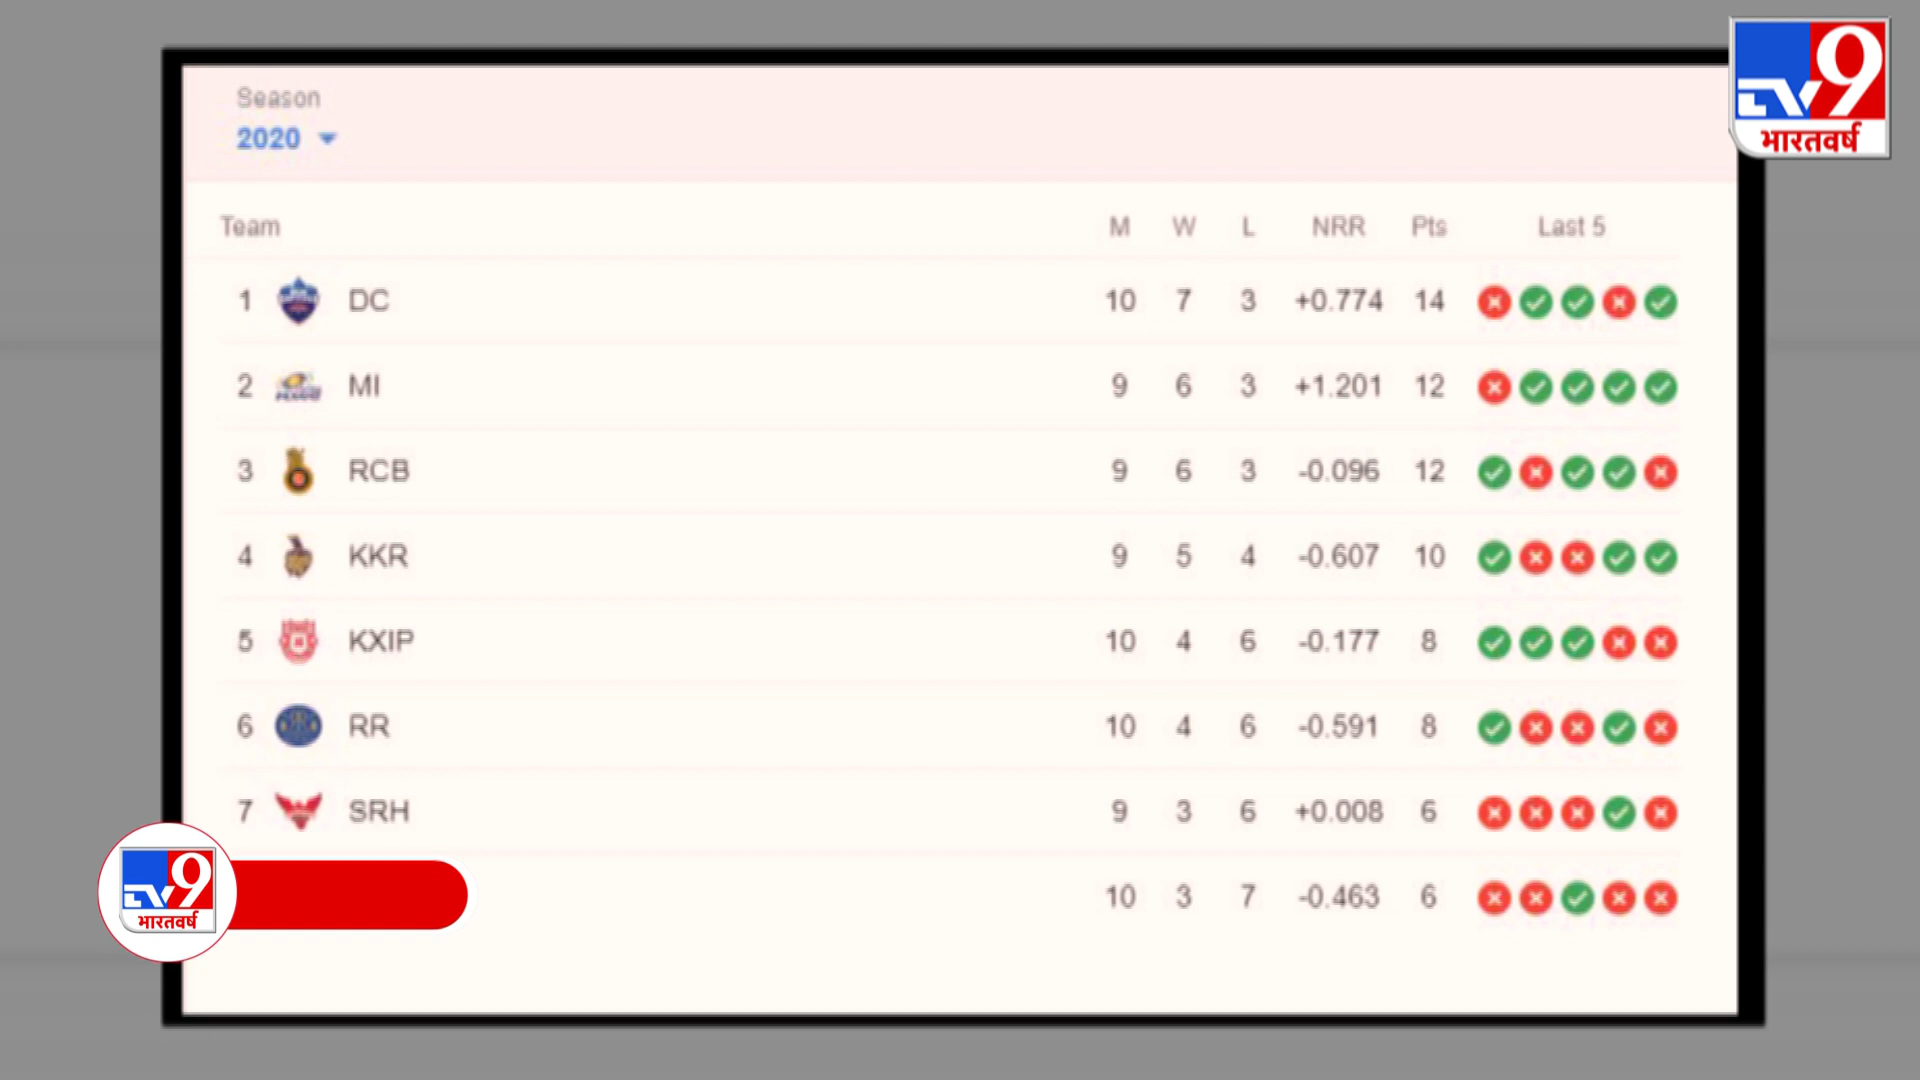 TV9
भारतवर्ष
Season
2020
Team M W L NRR Pts Last 5
1 DC 10 7 3 +0.774 14
2 MI 9 6 3 +1.201 12
3 RCB 9 6 3 -0.096 12
4 KKR 9 5 4 -0.607 10
5 KXIP 10 4 6 -0.177 8
6 RR 10 4 6 -0.591 8
7 SRH 9 3 6 +0.008 6
10 3 7 -0.463 6
TV9
भारतवर्ष